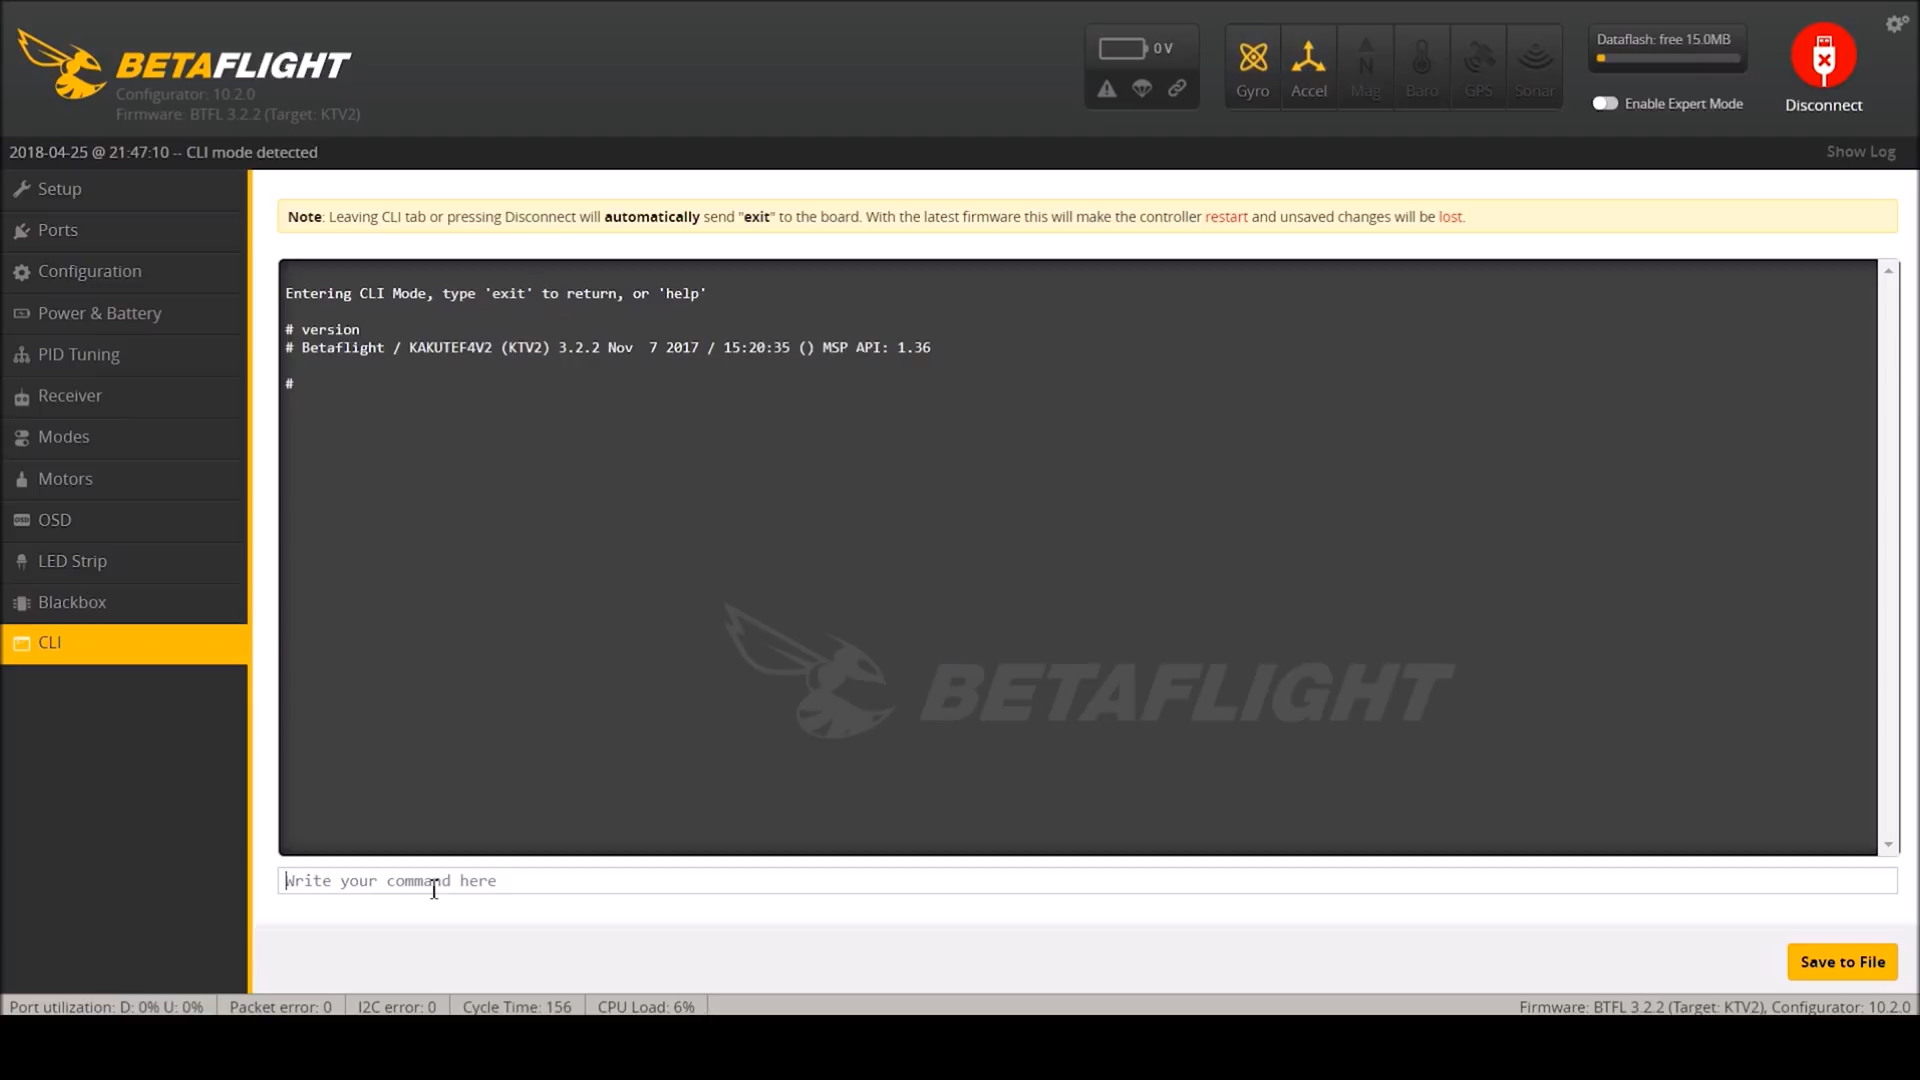 BETAFLIGHT
Configurator: 10.2.0
Firmware: BTFL 3.2.2 (Target: KTV2)
0 V
Gyro
Accel
Mag
Baro
GPS
Sonar
Dataflash: free 15.0MB
Enable Expert Mode
Disconnect
2018-04-25 @ 21:47:10 -- CLI mode detected
Show Log
Setup
Ports
Configuration
Power & Battery
PID Tuning
Receiver
Modes
Motors
OSD
LED Strip
Blackbox
CLI
Note: Leaving CLI tab or pressing Disconnect will automatically send "exit" to the board. With the latest firmware this will make the controller restart and unsaved changes will be lost.
Entering CLI Mode, type 'exit' to return, or 'help'
# version
# Betaflight / KAKUTEF4V2 (KTV2) 3.2.2 Nov  7 2017 / 15:20:35 () MSP API: 1.36
#
BETAFLIGHT
Write your command here
Save to File
Port utilization: D: 0% U: 0%
Packet error: 0
I2C error: 0
Cycle Time: 156
CPU Load: 6%
Firmware: BTFL 3.2.2 (Target: KTV2), Configurator: 10.2.0